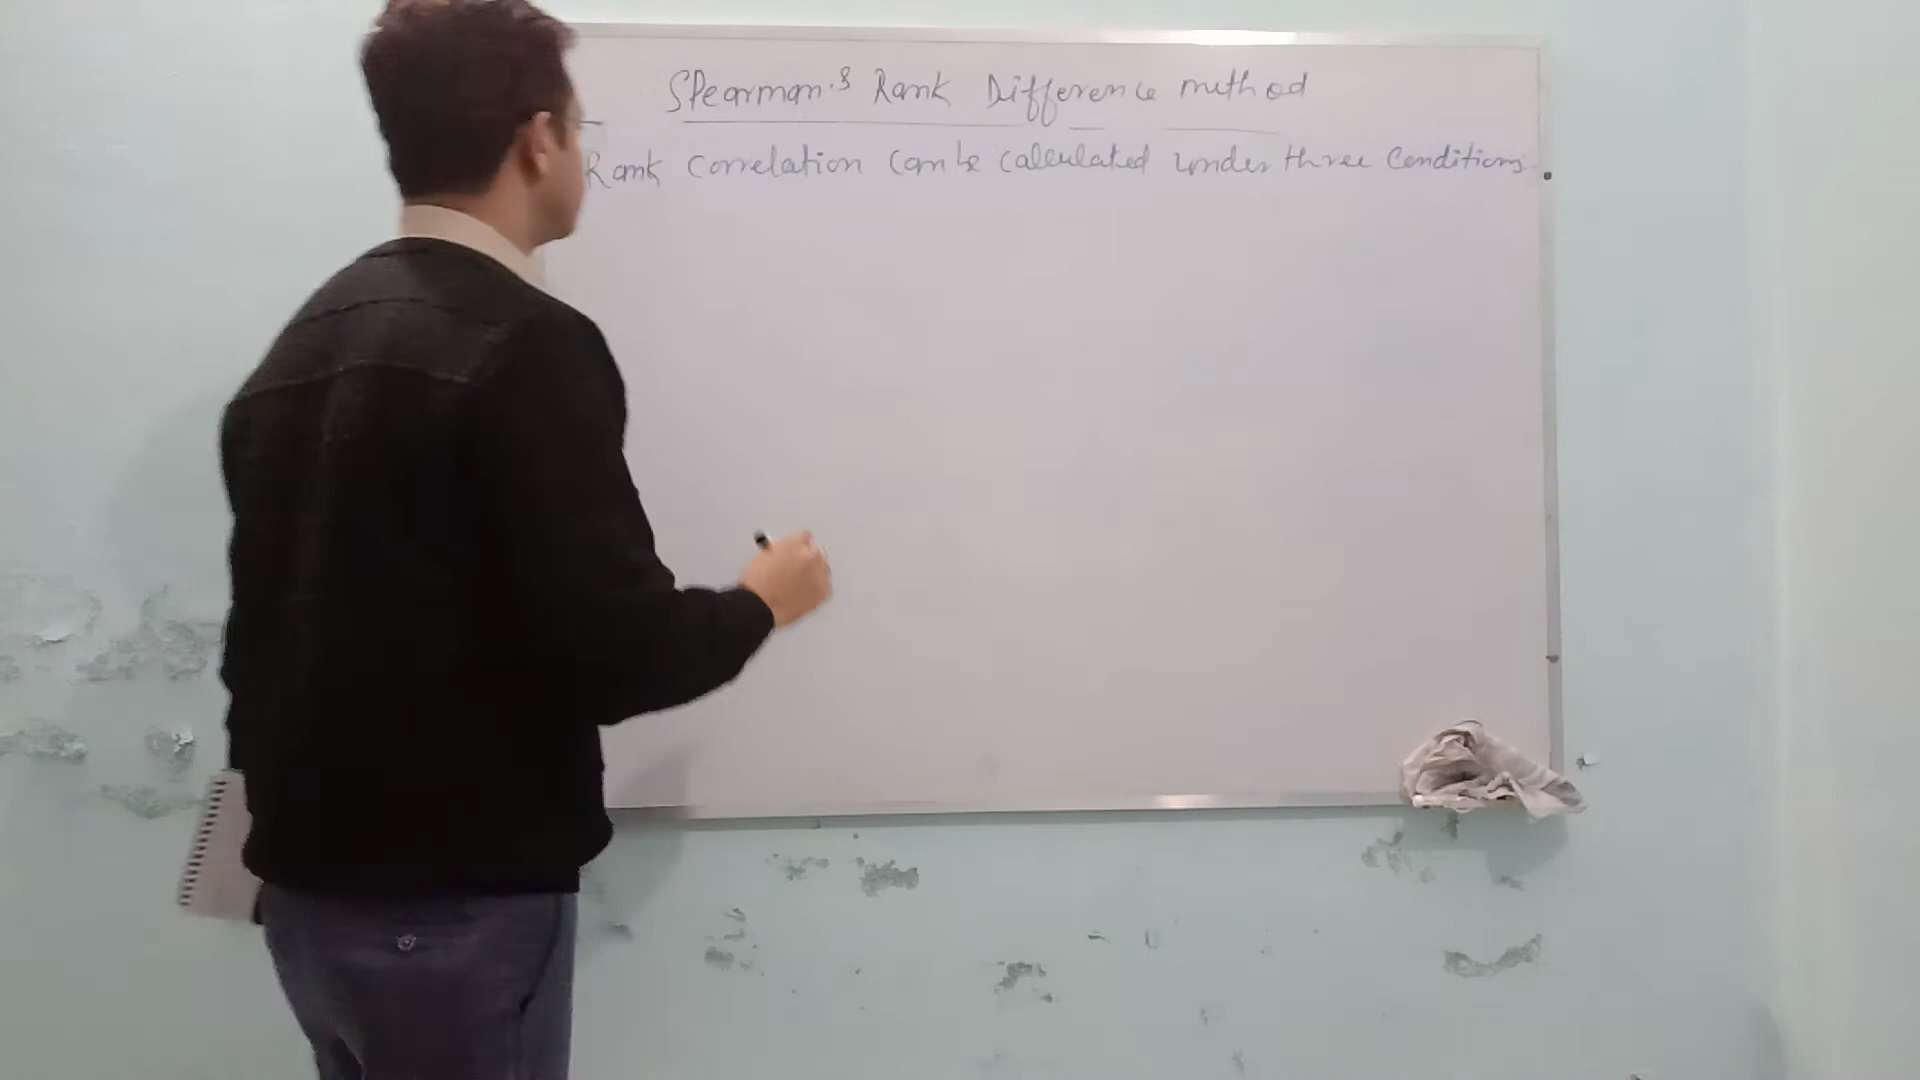 Spearman's Rank Difference method
Rank Correlation Can be Calculated under three Conditions.